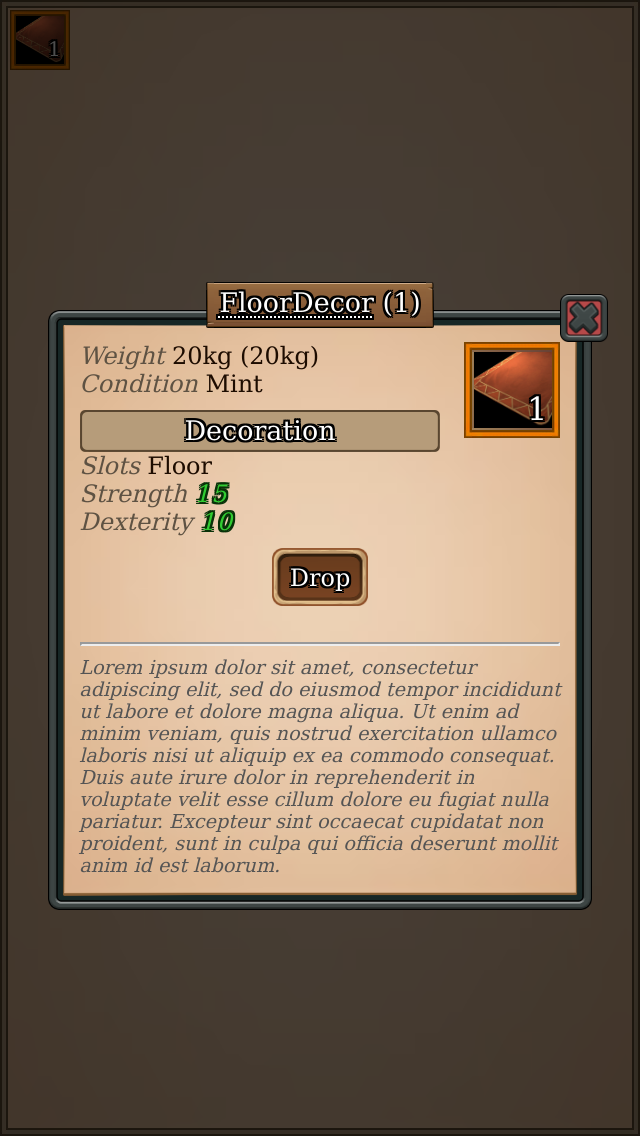 1
FloorDecor (1)
Weight 20kg (20kg)
Condition Mint
1
Decoration
Slots Floor
Strength 15
Dexterity 10
Drop
Lorem ipsum dolor sit amet, consectetur
adipiscing elit, sed do eiusmod tempor incididunt
ut labore et dolore magna aliqua. Ut enim ad
minim veniam, quis nostrud exercitation ullamco
laboris nisi ut aliquip ex ea commodo consequat.
Duis aute irure dolor in reprehenderit in
voluptate velit esse cillum dolore eu fugiat nulla
pariatur. Excepteur sint occaecat cupidatat non
proident, sunt in culpa qui officia deserunt mollit
anim id est laborum.